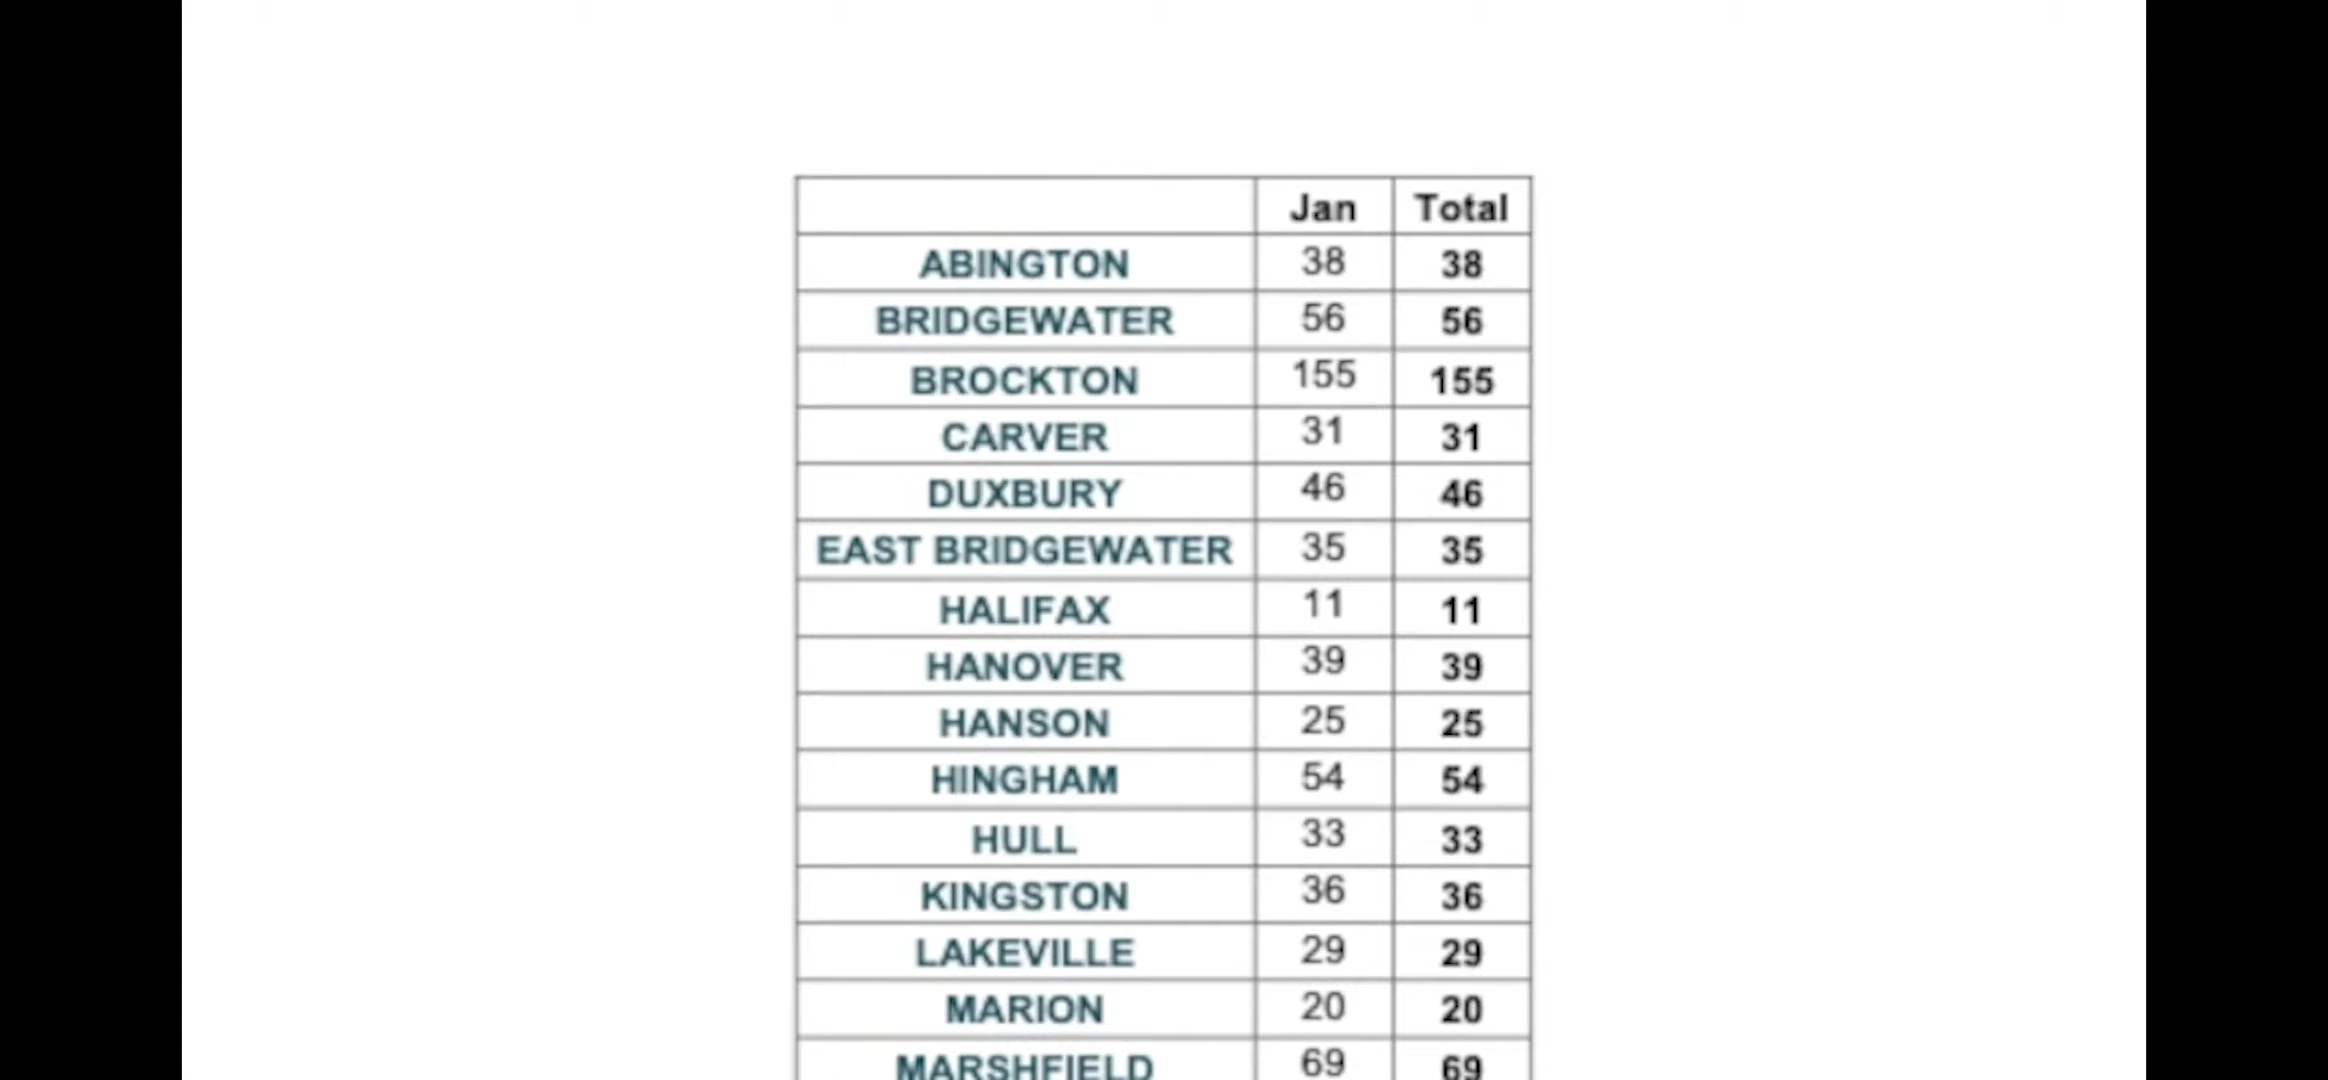 Jan Total
ABINGTON 38 38
BRIDGEWATER 56 56
BROCKTON 155 155
CARVER 31 31
DUXBURY 46 46
EAST BRIDGEWATER 35 35
HALIFAX 11 11
HANOVER 39 39
HANSON 25 25
HINGHAM 54 54
HULL 33 33
KINGSTON 36 36
LAKEVILLE 29 29
MARION 20 20
MARSHFIELD 69 69